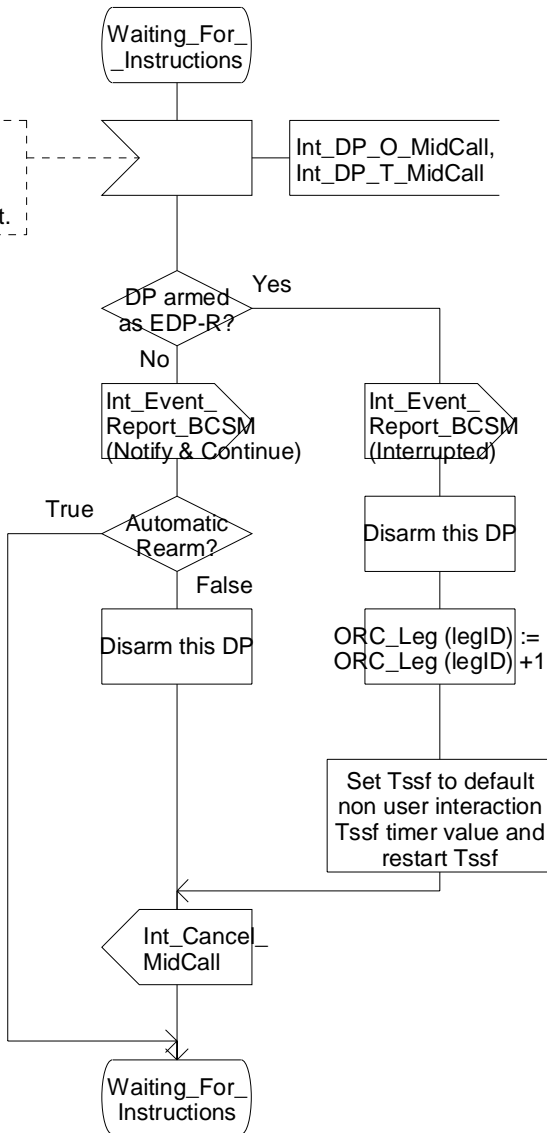 Waiting_For_
_Instructions
t.
Int_DP_O_MidCall,
Int_DP_T_MidCall
DP armed
as EDP-R?
Yes
No
Int_Event_
Report_BCSM
(Notify & Continue)
Int_Event_
Report_BCSM
(Interrupted)
True
Automatic
Rearm?
False
Disarm this DP
Disarm this DP
ORC_Leg (legID) :=
ORC_Leg (legID) +1
Set Tssf to default
non user interaction
Tssf timer value and
restart Tssf
Int_Cancel_
MidCall
Waiting_For_
Instructions